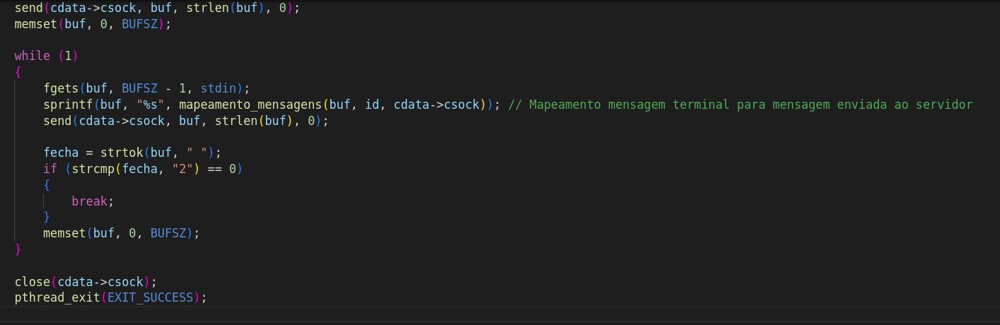 send(cdata->csock, buf, strlen(buf), 0);
memset(buf, 0, BUFSZ);
while (1)
{
fgets(buf, BUFSZ - 1, stdin);
sprintf(buf, "%s", mapeamento_mensagens(buf, id, cdata->csock)); // Mapeamento mensagem terminal para mensagem enviada ao servidor
send(cdata->csock, buf, strlen(buf), 0);
fecha = strtok(buf, " ");
if (strcmp(fecha, "2") == 0)
{
break;
}
memset(buf, 0, BUFSZ);
}
close(cdata->csock);
pthread_exit(EXIT_SUCCESS);